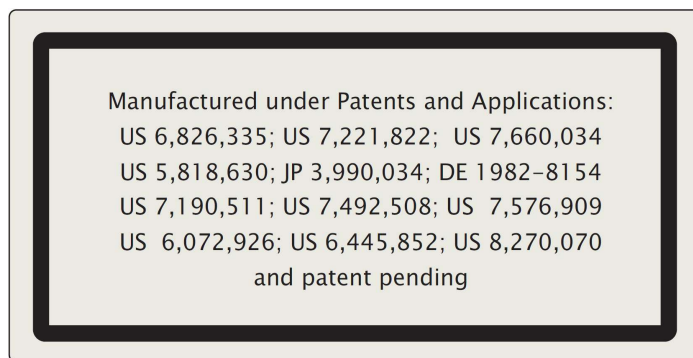 Manufactured under Patents and Applications:
US 6,826,335; US 7,221,822;  US 7,660,034
US 5,818,630; JP 3,990,034; DE 1982-8154
US 7,190,511; US 7,492,508; US  7,576,909
US  6,072,926; US 6,445,852; US 8,270,070
and patent pending